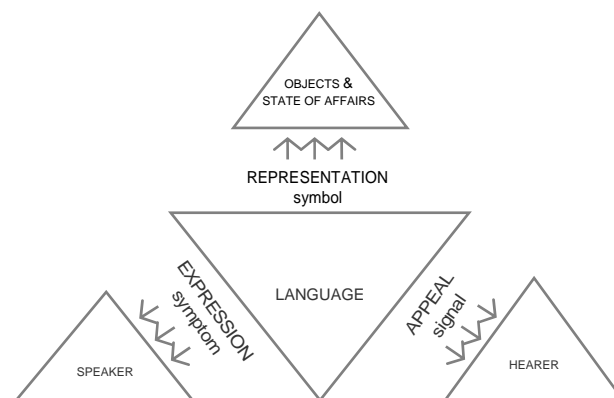 OBJECTS &
STATE OF AFFAIRS
REPRESENTATION
symbol
EXPRESSION
symptom
LANGUAGE
APPEAL
signal
SPEAKER
HEARER